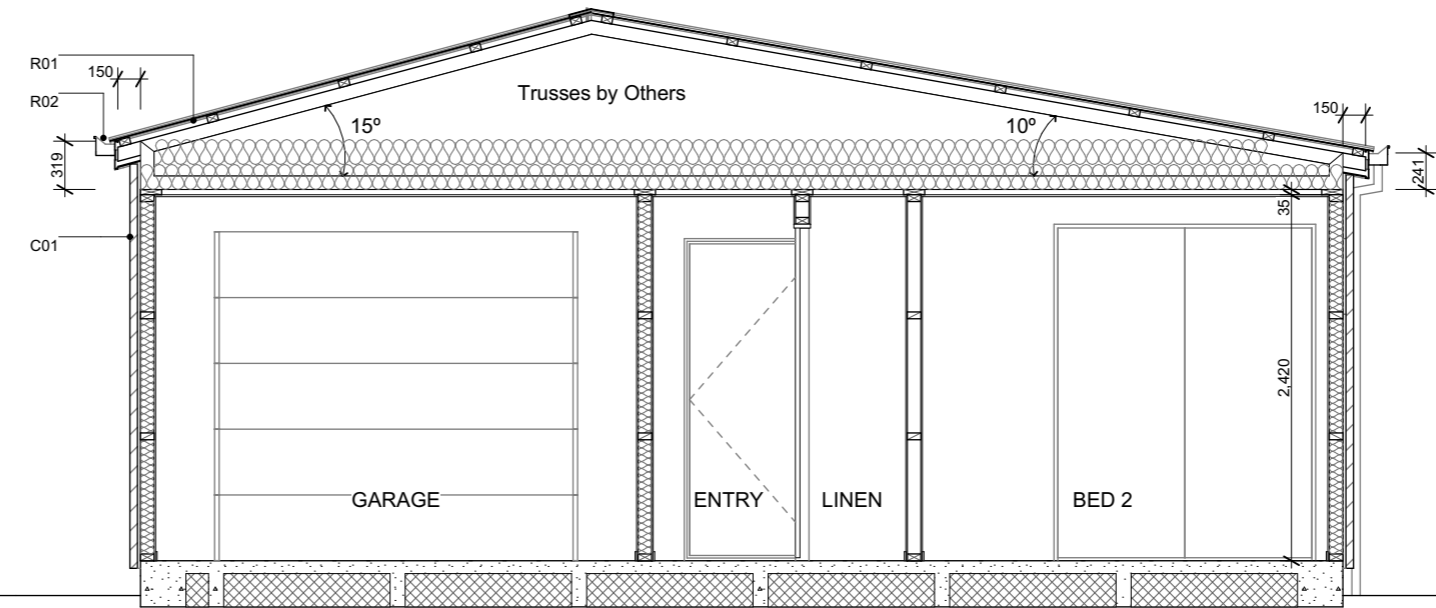 R01
150
R02
Trusses by Others
150
15º
10º
319
241
35
C01
2,420
GARAGE
ENTRY
LINEN
BED 2